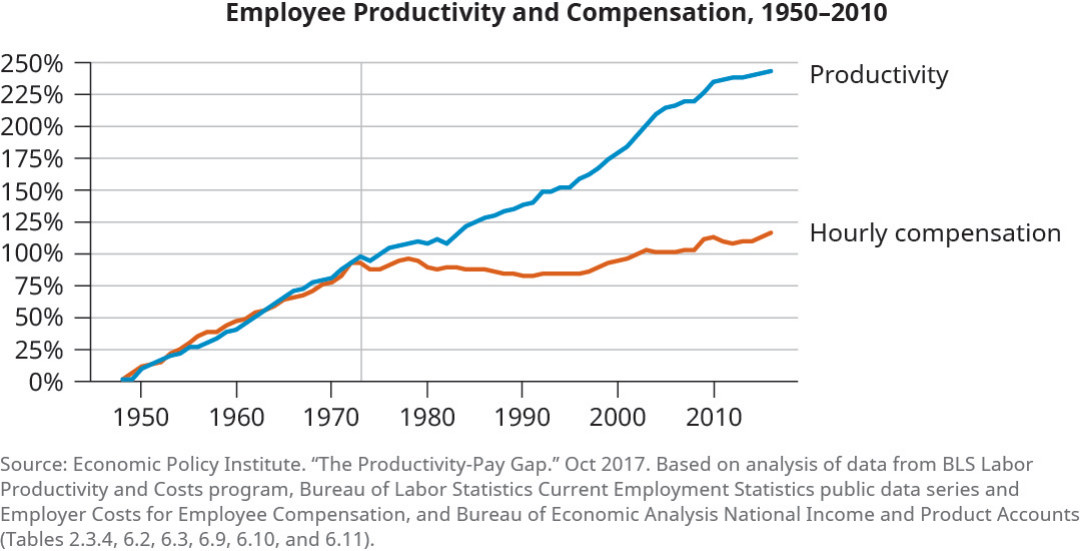 Employee Productivity and Compensation, 1950–2010
250%
225%
200%
175%
150%
125%
100%
75%
50%
25%
0%
Productivity
Hourly compensation
1950 1960 1970 1980 1990 2000 2010
Source: Economic Policy Institute. “The Productivity-Pay Gap.” Oct 2017. Based on analysis of data from BLS Labor
Productivity and Costs program, Bureau of Labor Statistics Current Employment Statistics public data series and
Employer Costs for Employee Compensation, and Bureau of Economic Analysis National Income and Product Accounts
(Tables 2.3.4, 6.2, 6.3, 6.9, 6.10, and 6.11).